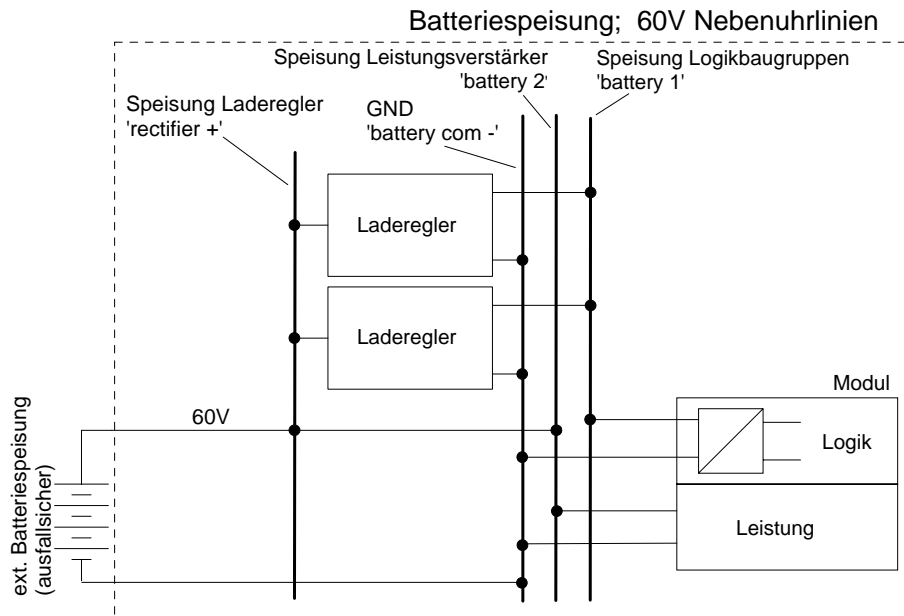 Batteriespeisung; 60V Nebenuhrlinien
Speisung Leistungsverstärker
'battery 2'
Speisung Logikbaugruppen
'battery 1'
Speisung Laderegler
'rectifier +'
GND
'battery com -'
Laderegler
Laderegler
Modul
60V
Logik
Leistung
ext. Batteriespeisung
(ausfallsicher)